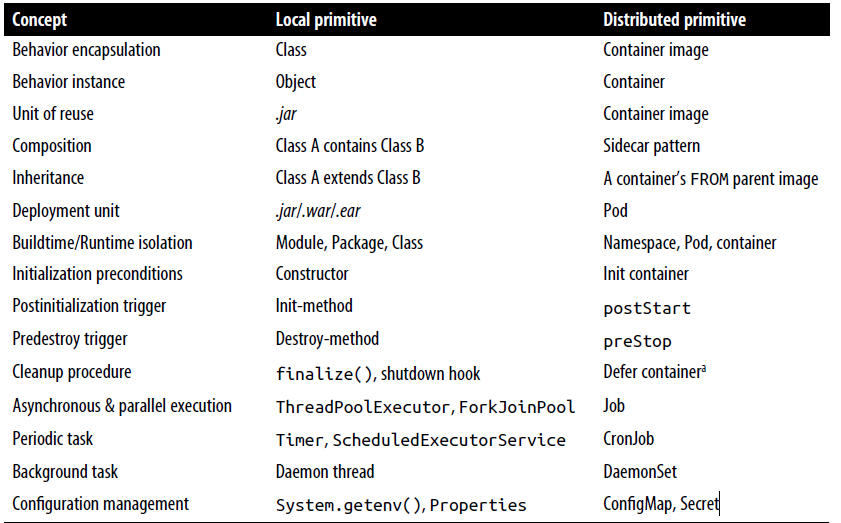 Concept Local primitive Distributed primitive
Behavior encapsulation Class Container image
Behavior instance Object Container
Unit of reuse .jar Container image
Composition Class A contains Class B Sidecar pattern
Inheritance Class A extends Class B A container's FROM parent image
Deployment unit .jar/.war/.ear Pod
Buildtime/Runtime isolation Module, Package, Class Namespace, Pod, container
Initialization preconditions Constructor Init container
Postinitialization trigger Init-method postStart
Predestroy trigger Destroy-method preStop
Cleanup procedure finalize(), shutdown hook Defer containerᵃ
Asynchronous & parallel execution ThreadPoolExecutor, ForkJoinPool Job
Periodic task Timer, ScheduledExecutorService CronJob
Background task Daemon thread DaemonSet
Configuration management System.getenv(), Properties ConfigMap, Secret